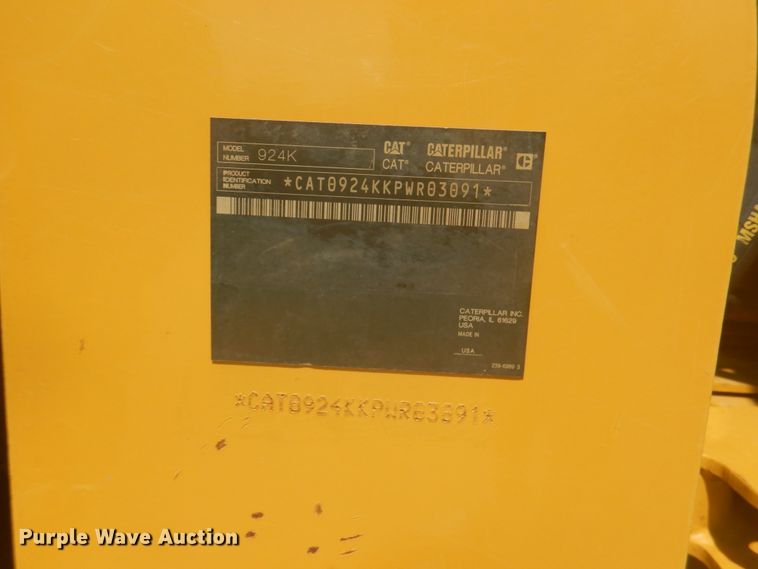 MODEL NUMBER 924K
CAT CATERPILLAR
CAT® CATERPILLAR®
PRODUCT IDENTIFICATION NUMBER *CAT0924KKPWR03091*
CATERPILLAR INC.
PEORIA, IL 61629
USA
MADE IN
USA
*CAT0924KKPWR03091*
MSHA
Purple Wave Auction